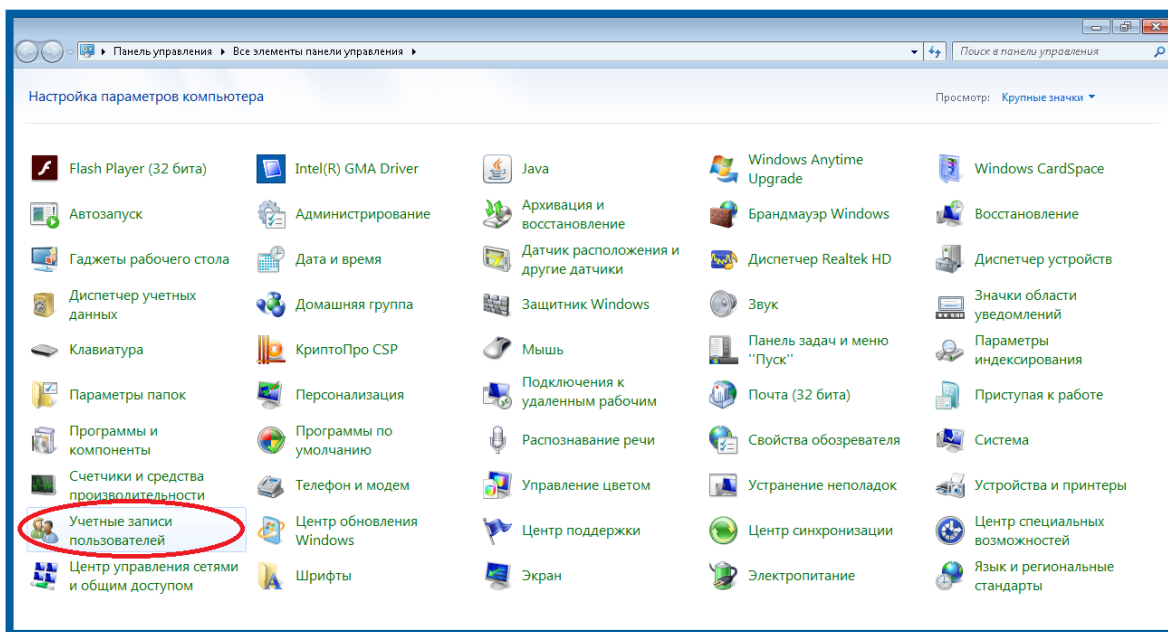 Панель управления ▸ Все элементы панели управления ▸
Поиск в панели управления
Настройка параметров компьютера
Просмотр: Крупные значки
Flash Player (32 бита)
Intel(R) GMA Driver
Java
Windows Anytime
Upgrade
Windows CardSpace
Автозапуск
Администрирование
Архивация и
восстановление
Брандмауэр Windows
Восстановление
Гаджеты рабочего стола
Дата и время
Датчик расположения и
другие датчики
Диспетчер Realtek HD
Диспетчер устройств
Диспетчер учетных
данных
Домашняя группа
Защитник Windows
Звук
Значки области
уведомлений
Клавиатура
КриптоПро CSP
Мышь
Панель задач и меню
"Пуск"
Параметры
индексирования
Параметры папок
Персонализация
Подключения к
удаленным рабочим
Почта (32 бита)
Приступая к работе
Программы и
компоненты
Программы по
умолчанию
Распознавание речи
Свойства обозревателя
Система
Счетчики и средства
производительности
Телефон и модем
Управление цветом
Устранение неполадок
Устройства и принтеры
Учетные записи
пользователей
Центр обновления
Windows
Центр поддержки
Центр синхронизации
Центр специальных
возможностей
Центр управления сетями
и общим доступом
Шрифты
Экран
Электропитание
Язык и региональные
стандарты